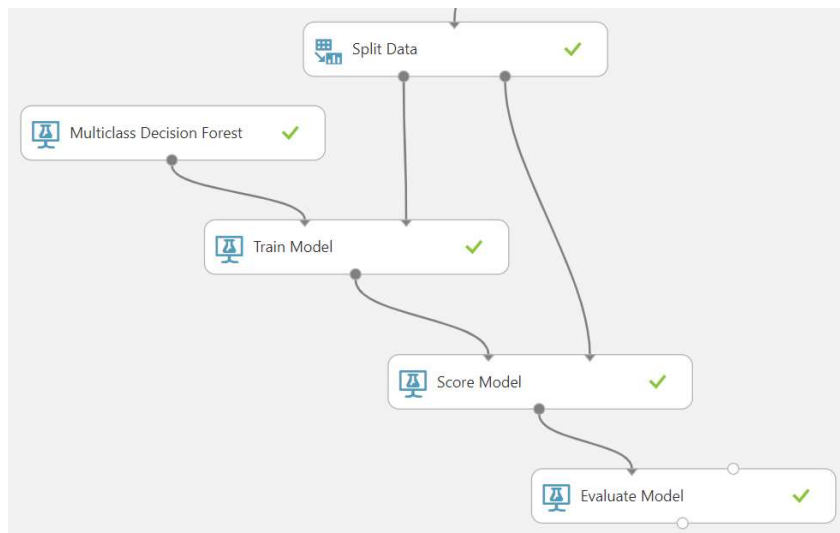 Split Data
Multiclass Decision Forest
Train Model
Score Model
Evaluate Model